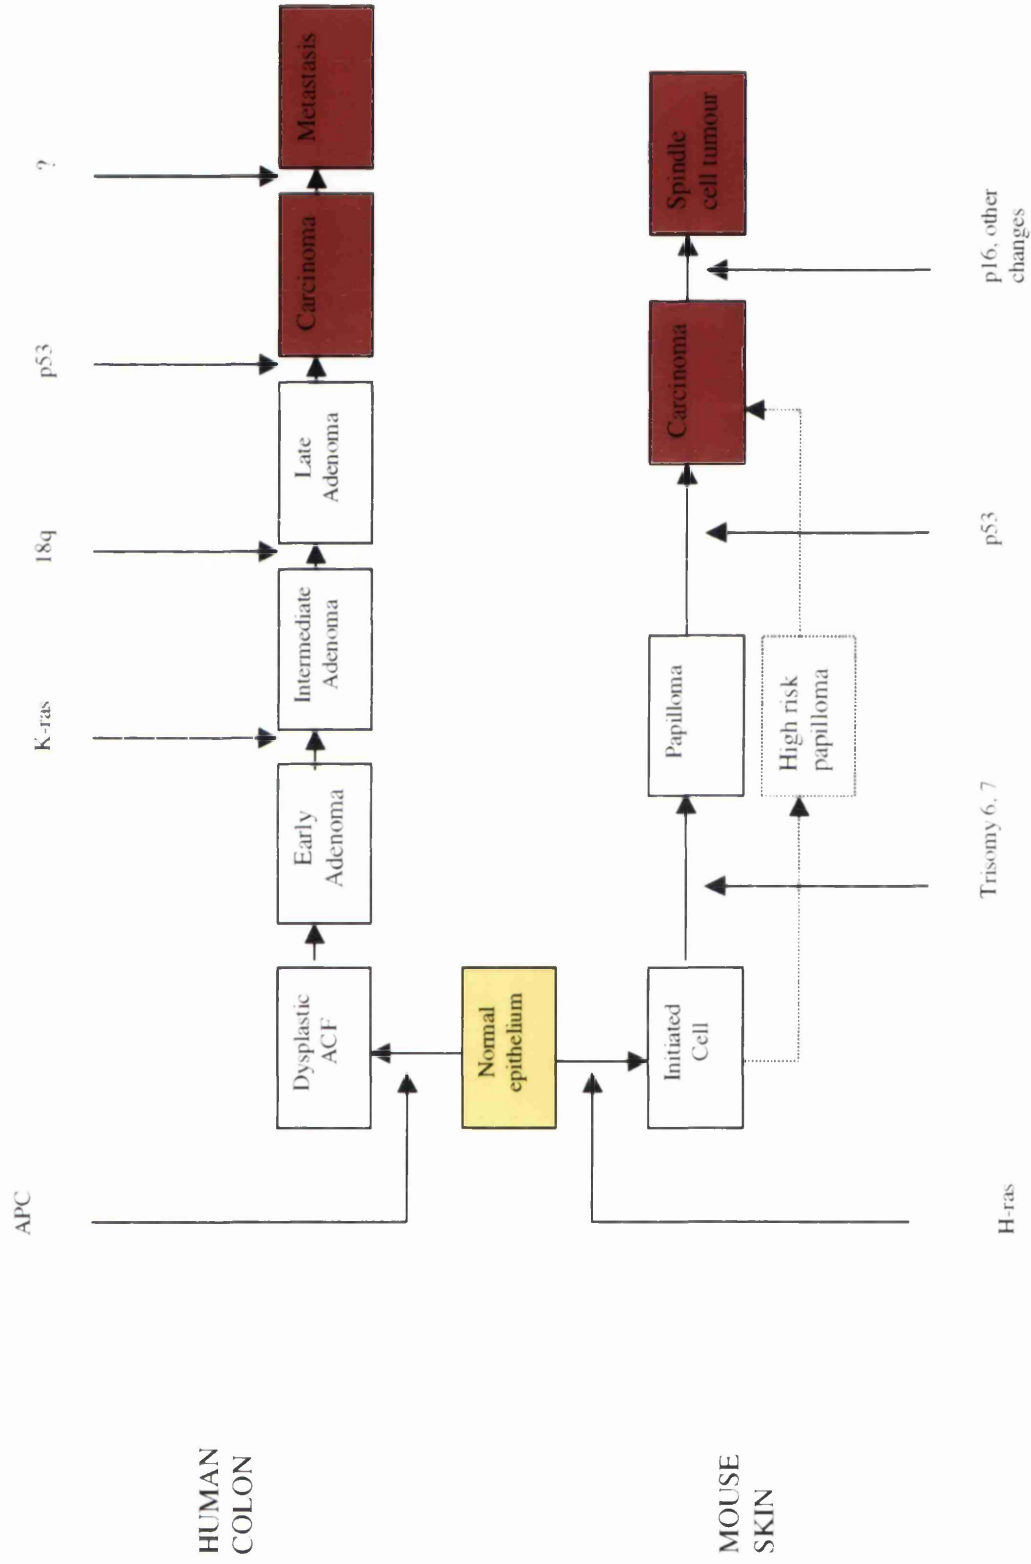 HUMAN
COLON
APC
K-ras
18q
p53
?
Dysplastic
ACF
Early
Adenoma
Intermediate
Adenoma
Late
Adenoma
Carcinoma
Metastasis
Normal
epithelium
MOUSE
SKIN
Initiated
Cell
Papilloma
High risk
papilloma
Carcinoma
Spindle
cell tumour
H-ras
Trisomy 6, 7
p53
p16, other
changes